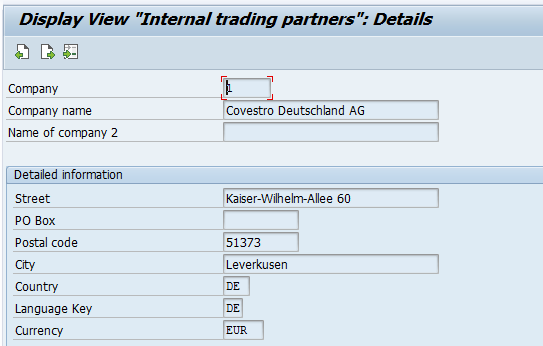 Display View "Internal trading partners": Details
Company 1
Company name Covestro Deutschland AG
Name of company 2
Detailed information
Street Kaiser-Wilhelm-Allee 60
PO Box
Postal code 51373
City Leverkusen
Country DE
Language Key DE
Currency EUR